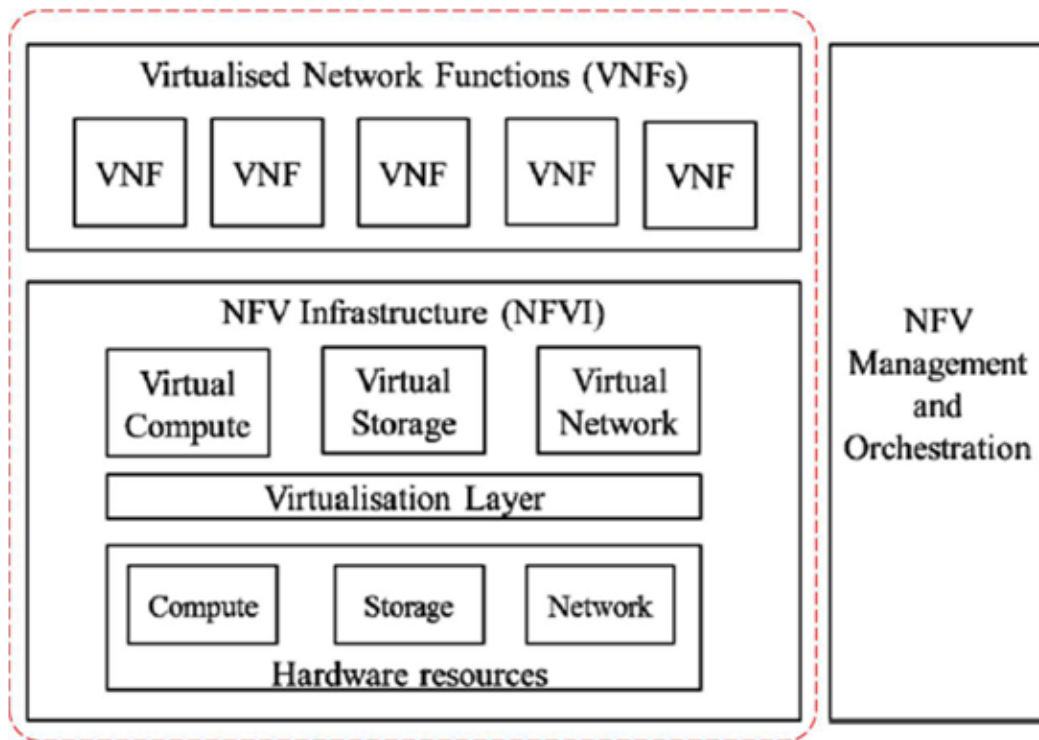 Virtualised Network Functions (VNFs)
VNF
VNF
VNF
VNF
VNF
NFV Infrastructure (NFVI)
Virtual
Compute
Virtual
Storage
Virtual
Network
Virtualisation Layer
Compute
Storage
Network
Hardware resources
NFV
Management
and
Orchestration